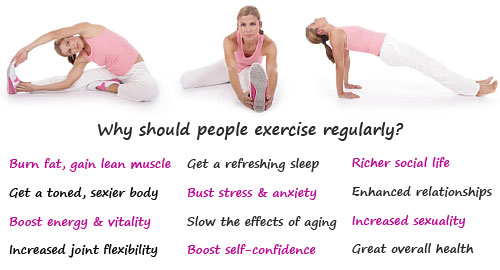 Why should people exercise regularly?
Burn fat, gain lean muscle
Get a toned, sexier body
Boost energy & vitality
Increased joint flexibility
Get a refreshing sleep
Bust stress & anxiety
Slow the effects of aging
Boost self-confidence
Richer social life
Enhanced relationships
Increased sexuality
Great overall health